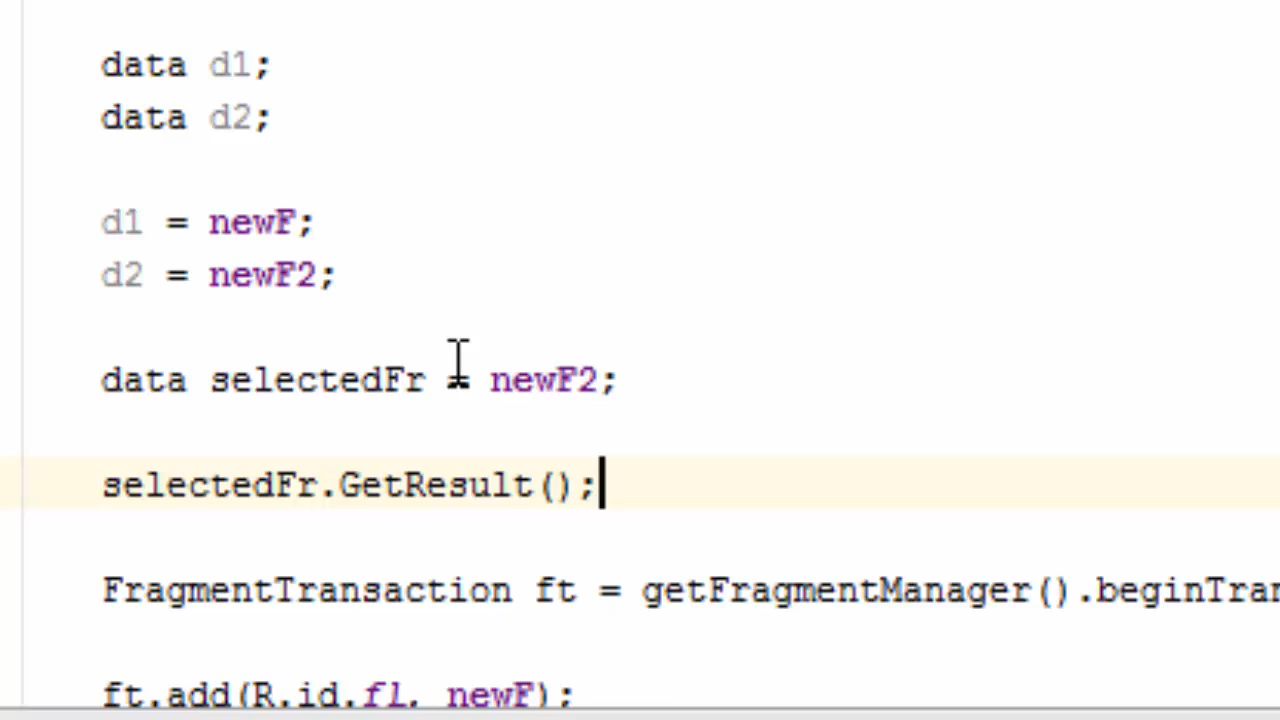 data d1;
data d2;
d1 = newF;
d2 = newF2;
data selectedFr = newF2;
selectedFr.GetResult();
FragmentTransaction ft = getFragmentManager().beginTran
ft.add(R.id.fl, newF);